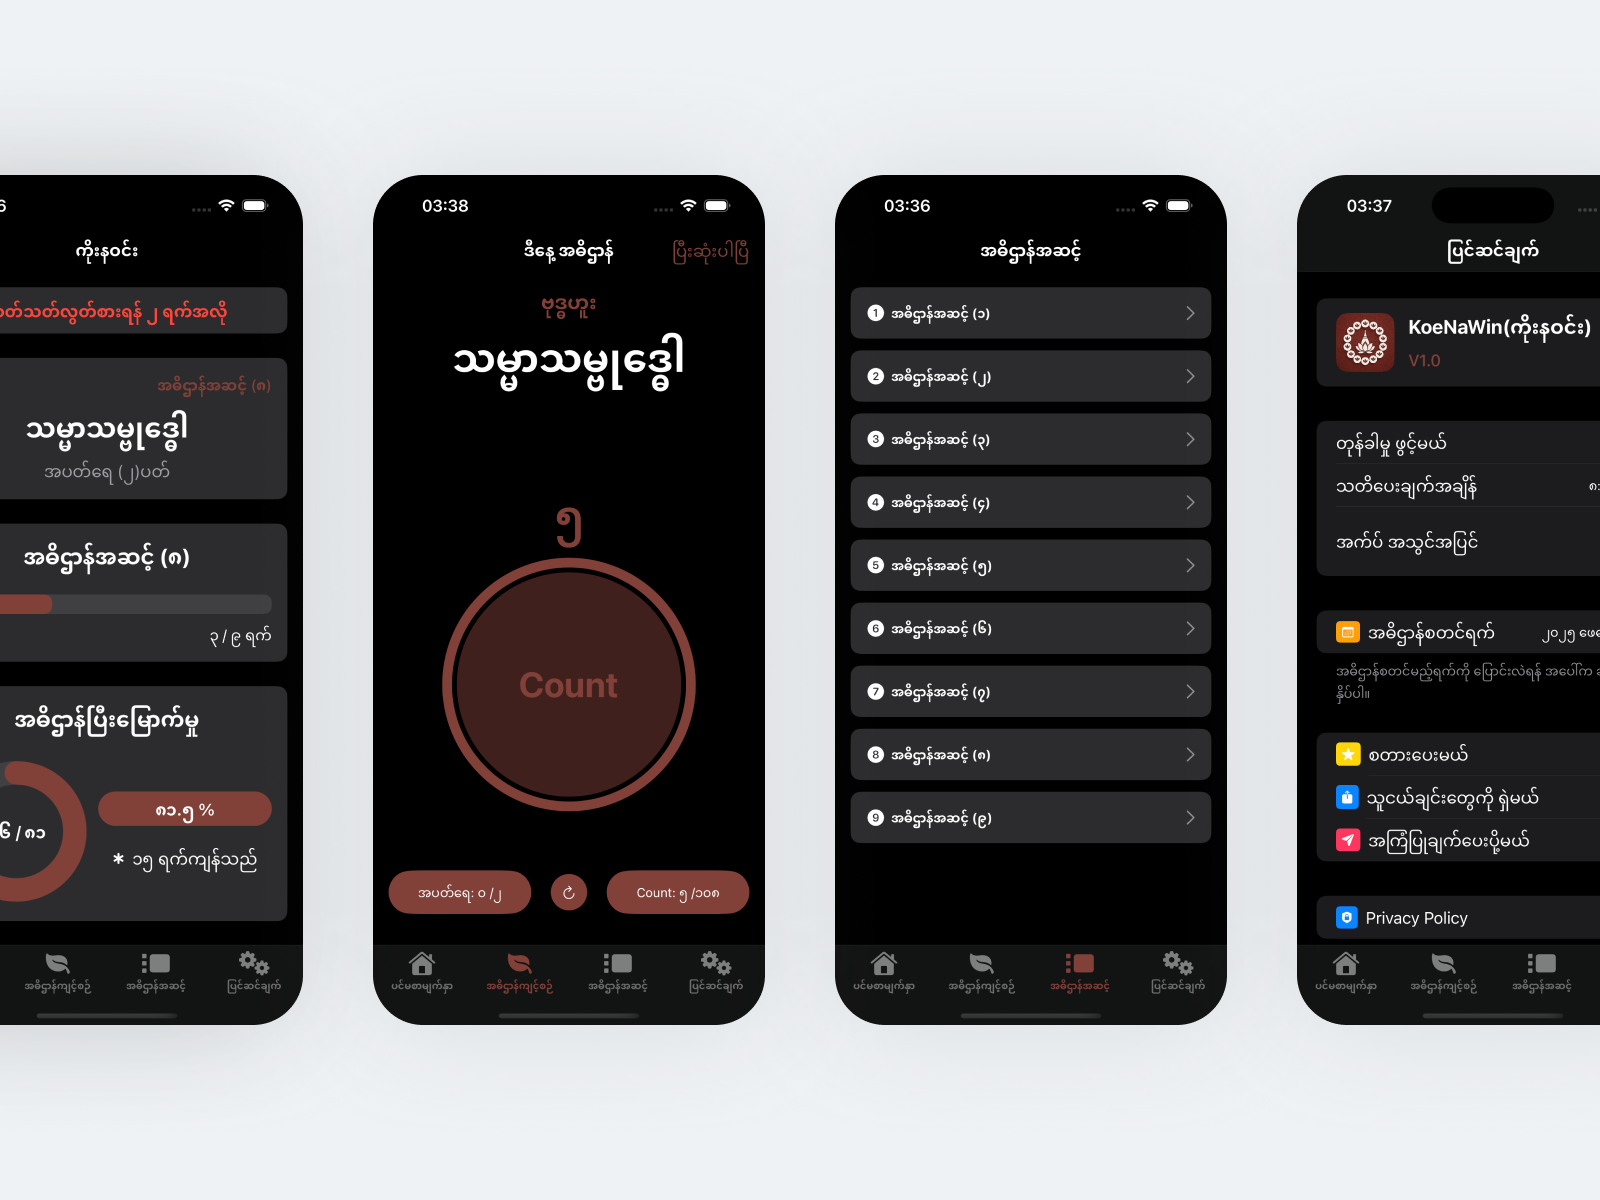 ကိုးနဝင်း
သတ်သတ်လွတ်စားရန် ၂ ရက်အလို
အဓိဋ္ဌာန်အဆင့် (၈)
သမ္မာသမ္ဗုဒ္ဓေါ
အပတ်ရေ (၂)ပတ်
အဓိဋ္ဌာန်အဆင့် (၈)
၃ / ၉ ရက်
အဓိဋ္ဌာန်ပြီးမြောက်မှု
၆ / ၈၁
၈၁.၅ %
* ၁၅ ရက်ကျန်သည်
အဓိဋ္ဌာန်ကျင့်စဉ်
အဓိဋ္ဌာန်အဆင့်
ပြင်ဆင်ချက်
03:38
ဒီနေ့ အဓိဋ္ဌာန်
ပြီးဆုံးပါပြီ
ဗုဒ္ဓဟူး
သမ္မာသမ္ဗုဒ္ဓေါ
၅
Count
အပတ်ရေ: ၀ /၂
Count: ၅ /၁၀၈
ပင်မစာမျက်နှာ
အဓိဋ္ဌာန်ကျင့်စဉ်
အဓိဋ္ဌာန်အဆင့်
ပြင်ဆင်ချက်
03:36
အဓိဋ္ဌာန်အဆင့်
1 အဓိဋ္ဌာန်အဆင့် (၁)
2 အဓိဋ္ဌာန်အဆင့် (၂)
3 အဓိဋ္ဌာန်အဆင့် (၃)
4 အဓိဋ္ဌာန်အဆင့် (၄)
5 အဓိဋ္ဌာန်အဆင့် (၅)
6 အဓိဋ္ဌာန်အဆင့် (၆)
7 အဓိဋ္ဌာန်အဆင့် (၇)
8 အဓိဋ္ဌာန်အဆင့် (၈)
9 အဓိဋ္ဌာန်အဆင့် (၉)
ပင်မစာမျက်နှာ
အဓိဋ္ဌာန်ကျင့်စဉ်
အဓိဋ္ဌာန်အဆင့်
ပြင်ဆင်ချက်
03:37
ပြင်ဆင်ချက်
KoeNaWin(ကိုးနဝင်း)
V1.0
တုန်ခါမှု ဖွင့်မယ်
သတိပေးချက်အချိန်
အက်ပ် အသွင်အပြင်
အဓိဋ္ဌာန်စတင်ရက်
၂၀၂၅
အဓိဋ္ဌာန်စတင်မည့်ရက်ကို ပြောင်းလဲရန် အပေါ်က
နှိပ်ပါ။
စတားပေးမယ်
သူငယ်ချင်းတွေကို ရှဲမယ်
အကြံပြုချက်ပေးပို့မယ်
Privacy Policy
ပင်မစာမျက်နှာ
အဓိဋ္ဌာန်ကျင့်စဉ်
အဓိဋ္ဌာန်အဆင့်